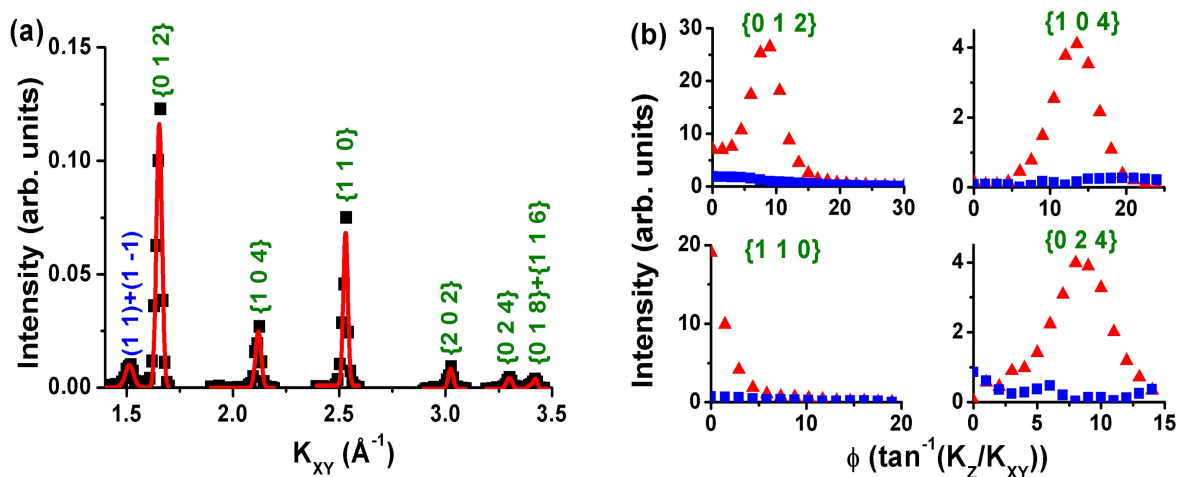 (a)
0.15
0.10
0.05
0.00
Intensity (arb. units)
(1 1)+(1 -1)
{0 1 2}
{1 0 4}
{1 1 0}
{2 0 2}
{0 2 4}
{0 1 8}+{1 1 6}
1.5 2.0 2.5 3.0 3.5
K_XY (Å⁻¹)
(b)
Intensity (arb. units)
{0 1 2}
30
20
10
0
0 10 20 30
{1 0 4}
4
2
0
0 10 20
{1 1 0}
20
10
0
0 10 20
{0 2 4}
4
2
0
0 5 10 15
ϕ (tan⁻¹(K_Z/K_XY))